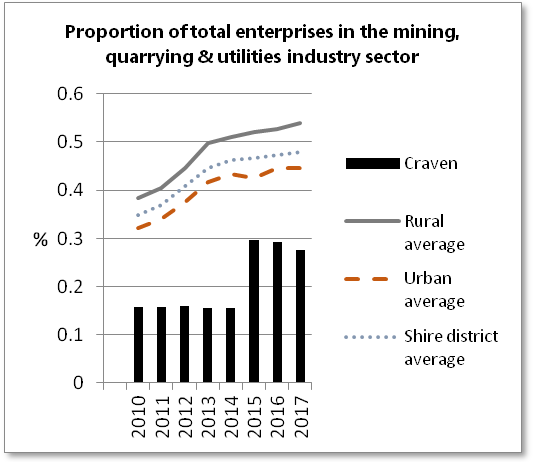 Proportion of total enterprises in the mining,
quarrying & utilities industry sector
0.6
0.5
0.4
0.3
0.2
0.1
0
%
2010
2011
2012
2013
2014
2015
2016
2017
Craven
Rural
average
Urban
average
Shire district
average